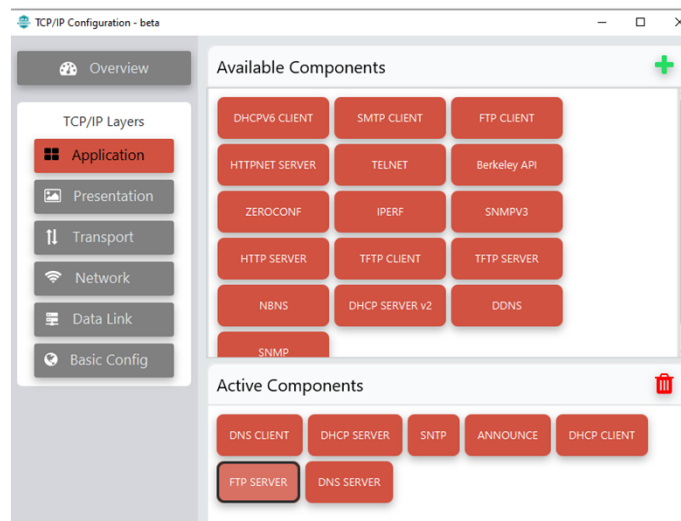 TCP/IP Configuration - beta
Overview
TCP/IP Layers
Application
Presentation
Transport
Network
Data Link
Basic Config
Available Components
DHCPV6 CLIENT SMTP CLIENT FTP CLIENT
HTTPNET SERVER TELNET Berkeley API
ZEROCONF IPERF SNMPV3
HTTP SERVER TFTP CLIENT TFTP SERVER
NBNS DHCP SERVER v2 DDNS
SNMP
Active Components
DNS CLIENT DHCP SERVER SNTP ANNOUNCE DHCP CLIENT
FTP SERVER DNS SERVER